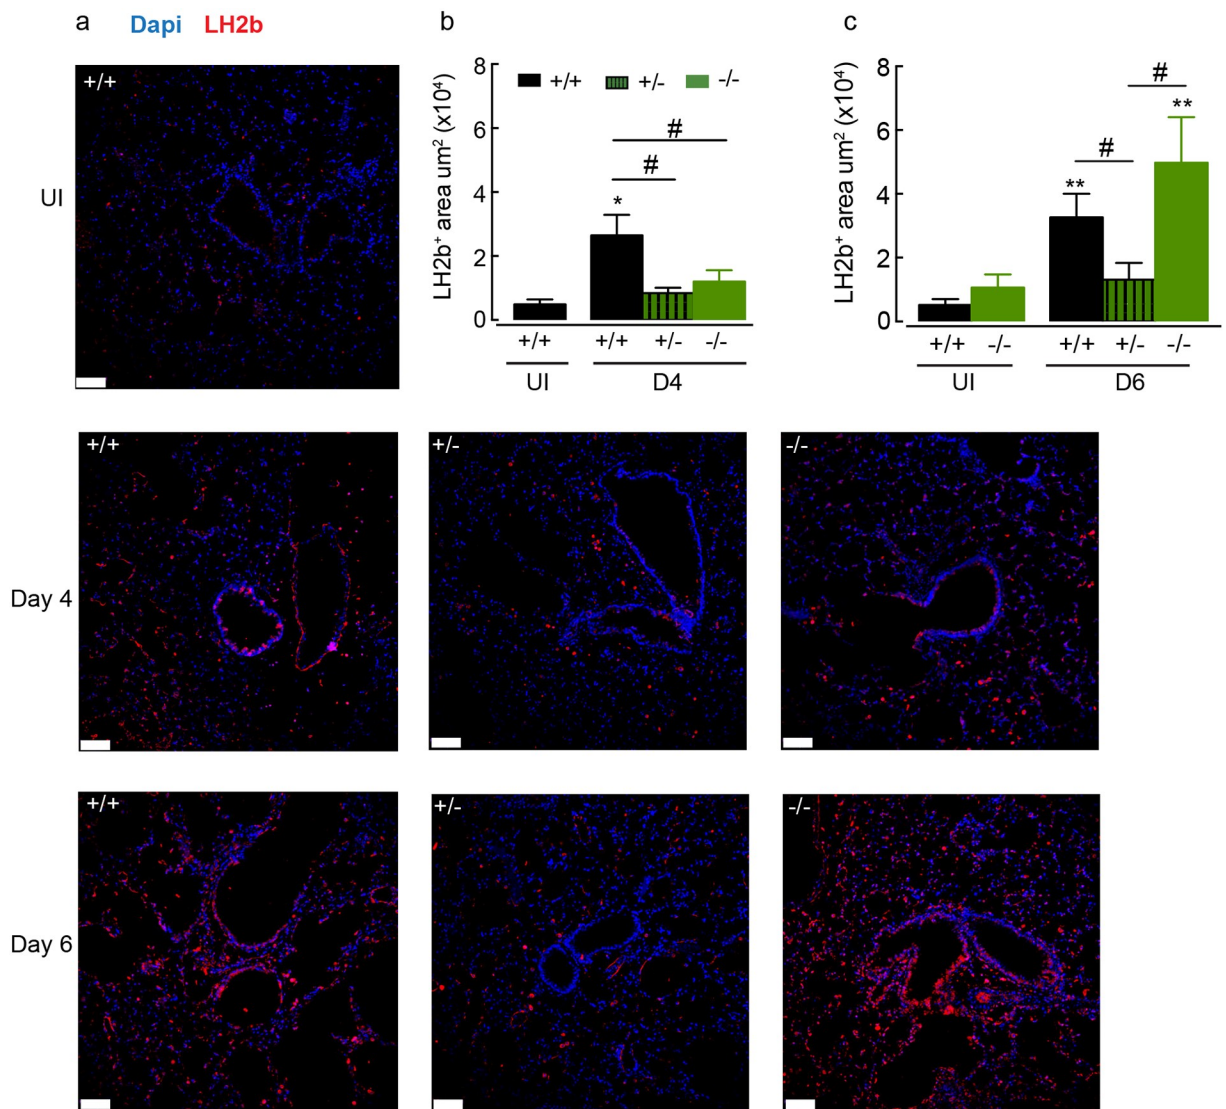 a Dapi LH2b
+/+
UI
b
LH2b⁺ area um² (x10⁴)
8
6
4
2
0
+/+ +/- -/-
#
#
*
+/+ +/+ +/- -/-
UI D4
c
LH2b⁺ area um² (x10⁴)
8
6
4
2
0
#
**
#
**
+/+ -/- +/+ +/- -/-
UI D6
Day 4
+/+ +/- -/-
Day 6
+/+ +/- -/-